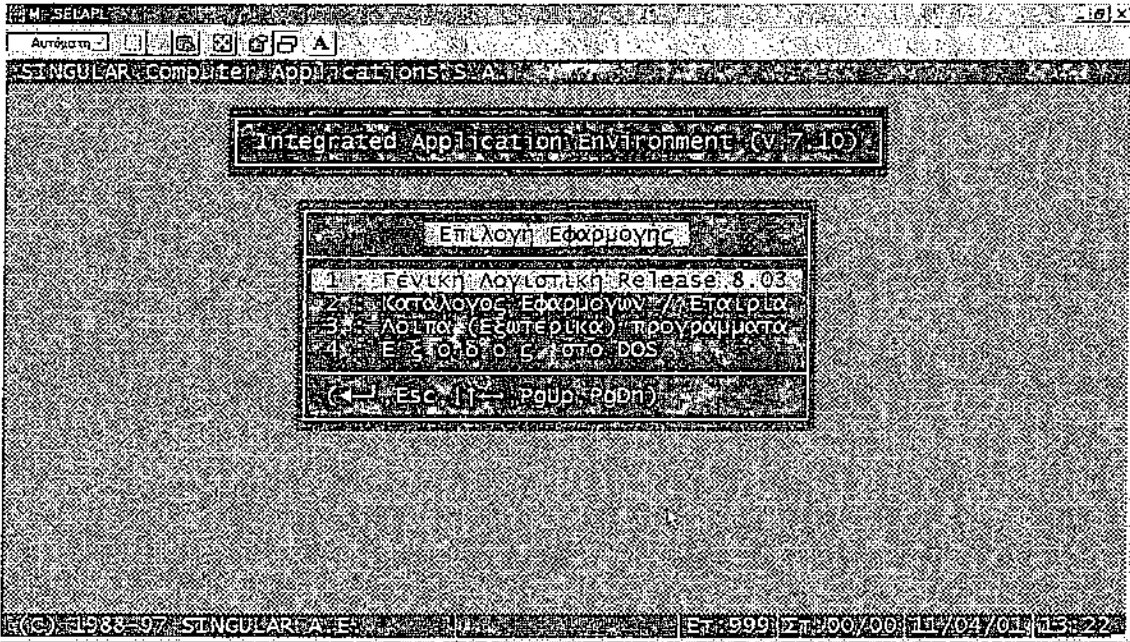 SELAPL
Αυτόματη
SINGULAR Computer Applications S.A.
Integrated Application Environment (V 7.10)
Επιλογή Εφαρμογής
1 : Γενική Λογιστική Release 8.03
2 : Κατάλογος Εφαρμογών / Εταιρία
3 : Λοιπά (Εξωτερικά) προγράμματα
4 : Ε ξ ο δ ο ς στο DOS
(◄┘ Esc PgUp PgDn)
(C) 1988-97 SINGULAR A.E. ΕΤ 999 ΣΤ 00/00 11/04/01 13:22